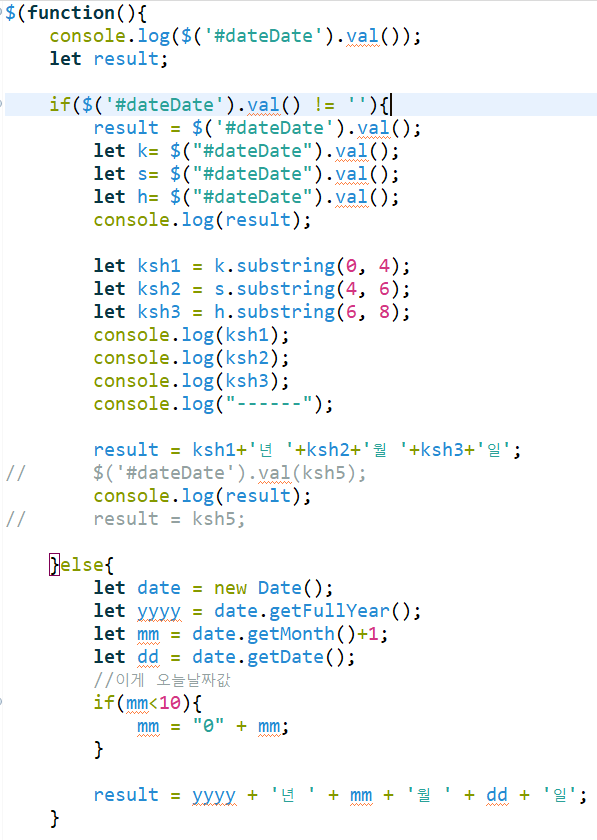 $(function(){
    console.log($('#dateDate').val());
    let result;

    if($('#dateDate').val() != ''){
        result = $('#dateDate').val();
        let k= $("#dateDate").val();
        let s= $("#dateDate").val();
        let h= $("#dateDate").val();
        console.log(result);

        let ksh1 = k.substring(0, 4);
        let ksh2 = s.substring(4, 6);
        let ksh3 = h.substring(6, 8);
        console.log(ksh1);
        console.log(ksh2);
        console.log(ksh3);
        console.log("------");

        result = ksh1+'년 '+ksh2+'월 '+ksh3+'일';
//      $('#dateDate').val(ksh5);
        console.log(result);
//      result = ksh5;

    }else{
        let date = new Date();
        let yyyy = date.getFullYear();
        let mm = date.getMonth()+1;
        let dd = date.getDate();
        //이게 오늘날짜값
        if(mm<10){
            mm = "0" + mm;
        }

        result = yyyy + '년 ' + mm + '월 ' + dd + '일';
    }